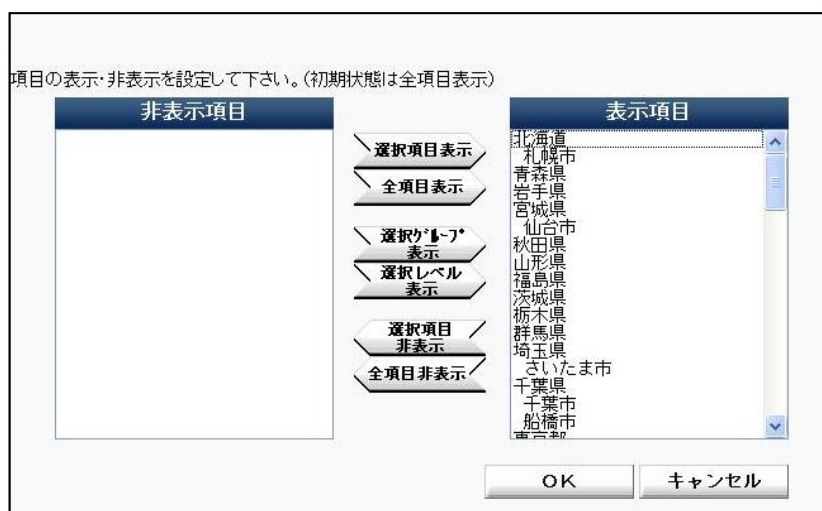 項目の表示・非表示を設定して下さい。(初期状態は全項目表示)
非表示項目
選択項目表示
全項目表示
選択ｸﾞﾙｰﾌﾟ
表示
選択レベル
表示
選択項目
非表示
全項目非表示
表示項目
北海道
札幌市
青森県
岩手県
宮城県
仙台市
秋田県
山形県
福島県
茨城県
栃木県
群馬県
埼玉県
さいたま市
千葉県
千葉市
船橋市
東京都
OK
キャンセル